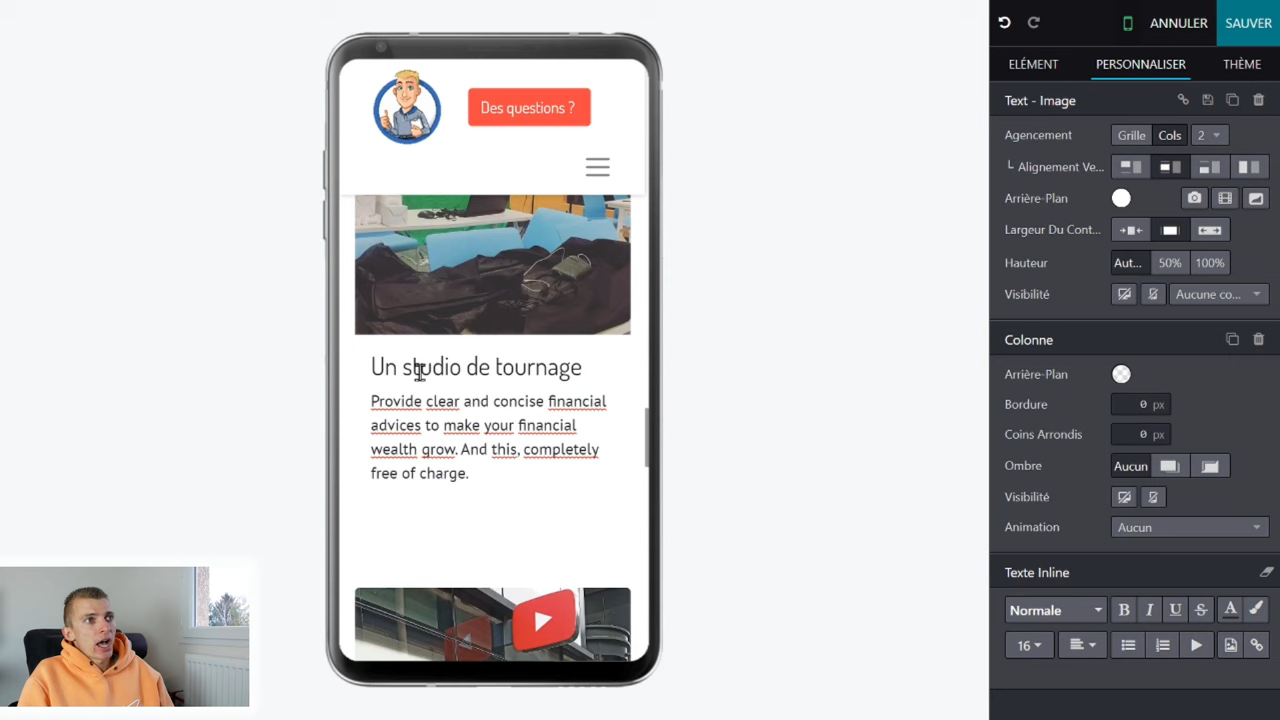 ANNULER
SAUVER
ELÉMENT
PERSONNALISER
THÈME
Des questions ?
Text - Image
Agencement
Grille
Cols
2
└ Alignement Ve...
Arrière-Plan
Largeur Du Cont...
Hauteur
Aut...
50%
100%
Visibilité
Aucune co...
Colonne
Arrière-Plan
Bordure
0 px
Coins Arrondis
0 px
Ombre
Aucun
Visibilité
Animation
Aucun
Texte Inline
Normale
B I U S A
16
Un studio de tournage
Provide clear and concise financial
advices to make your financial
wealth grow. And this, completely
free of charge.